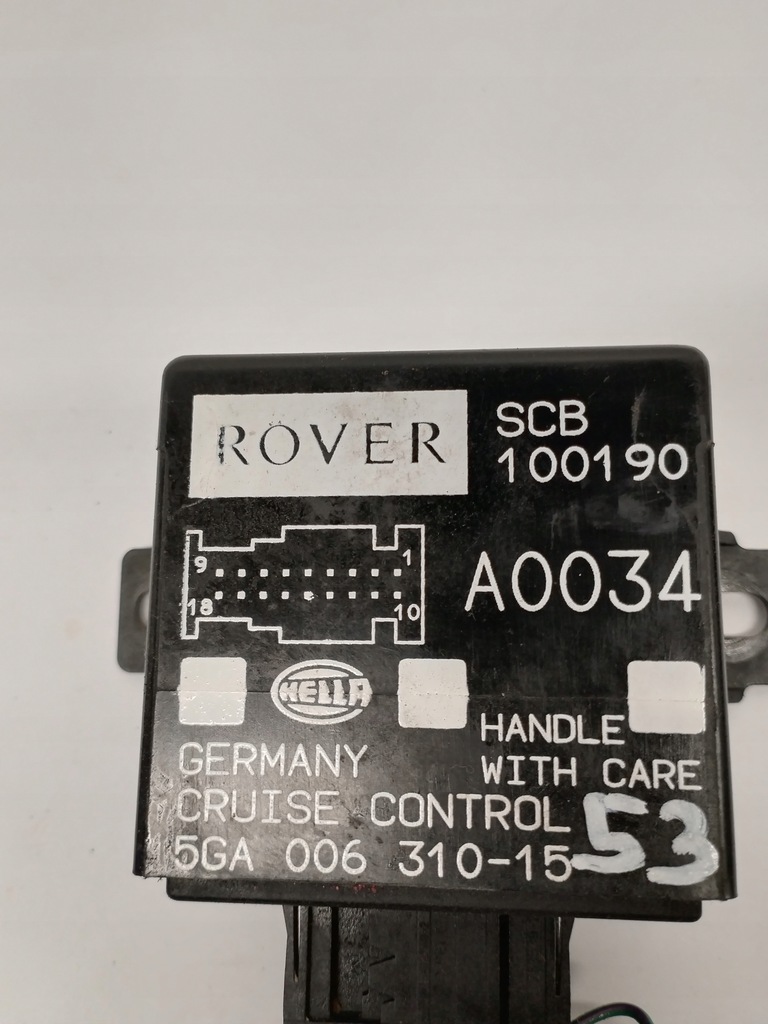 ROVER
SCB
100190
9
1
18
10
A0034
HELLA
HANDLE
WITH CARE
GERMANY
CRUISE CONTROL
5GA 006 310-15
53